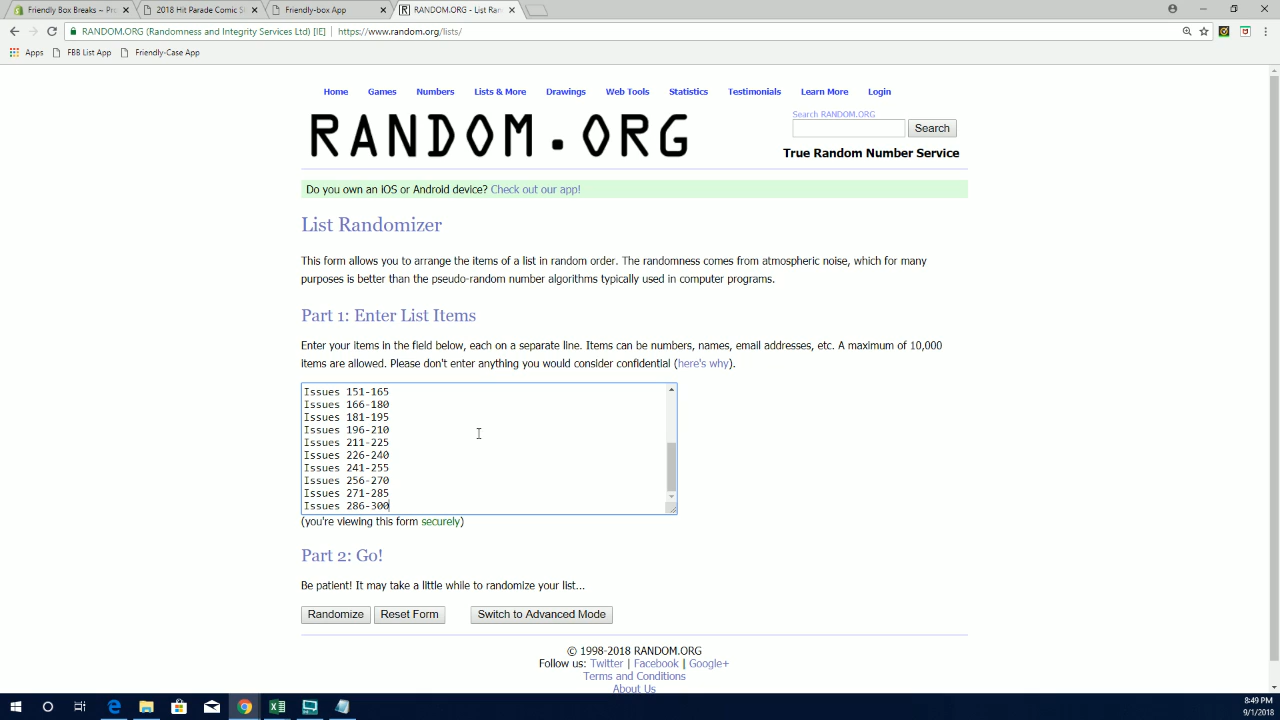 Friendly Box Breaks ~ Pr
2018 Hit Parade Comic S
Friendly-box App
RANDOM.ORG - List Ran
RANDOM.ORG (Randomness and Integrity Services Ltd) [IE] | https://www.random.org/lists/
Apps FBB List App Friendly-Case App
Home Games Numbers Lists & More Drawings Web Tools Statistics Testimonials Learn More Login
RANDOM.ORG
Search RANDOM.ORG
Search
True Random Number Service
Do you own an iOS or Android device? Check out our app!
List Randomizer
This form allows you to arrange the items of a list in random order. The randomness comes from atmospheric noise, which for many
purposes is better than the pseudo-random number algorithms typically used in computer programs.
Part 1: Enter List Items
Enter your items in the field below, each on a separate line. Items can be numbers, names, email addresses, etc. A maximum of 10,000
items are allowed. Please don't enter anything you would consider confidential (here's why).
Issues 151-165
Issues 166-180
Issues 181-195
Issues 196-210
Issues 211-225
Issues 226-240
Issues 241-255
Issues 256-270
Issues 271-285
Issues 286-300
(you're viewing this form securely)
Part 2: Go!
Be patient! It may take a little while to randomize your list...
Randomize Reset Form Switch to Advanced Mode
© 1998-2018 RANDOM.ORG
Follow us: Twitter | Facebook | Google+
Terms and Conditions
About Us
8:49 PM
9/1/2018